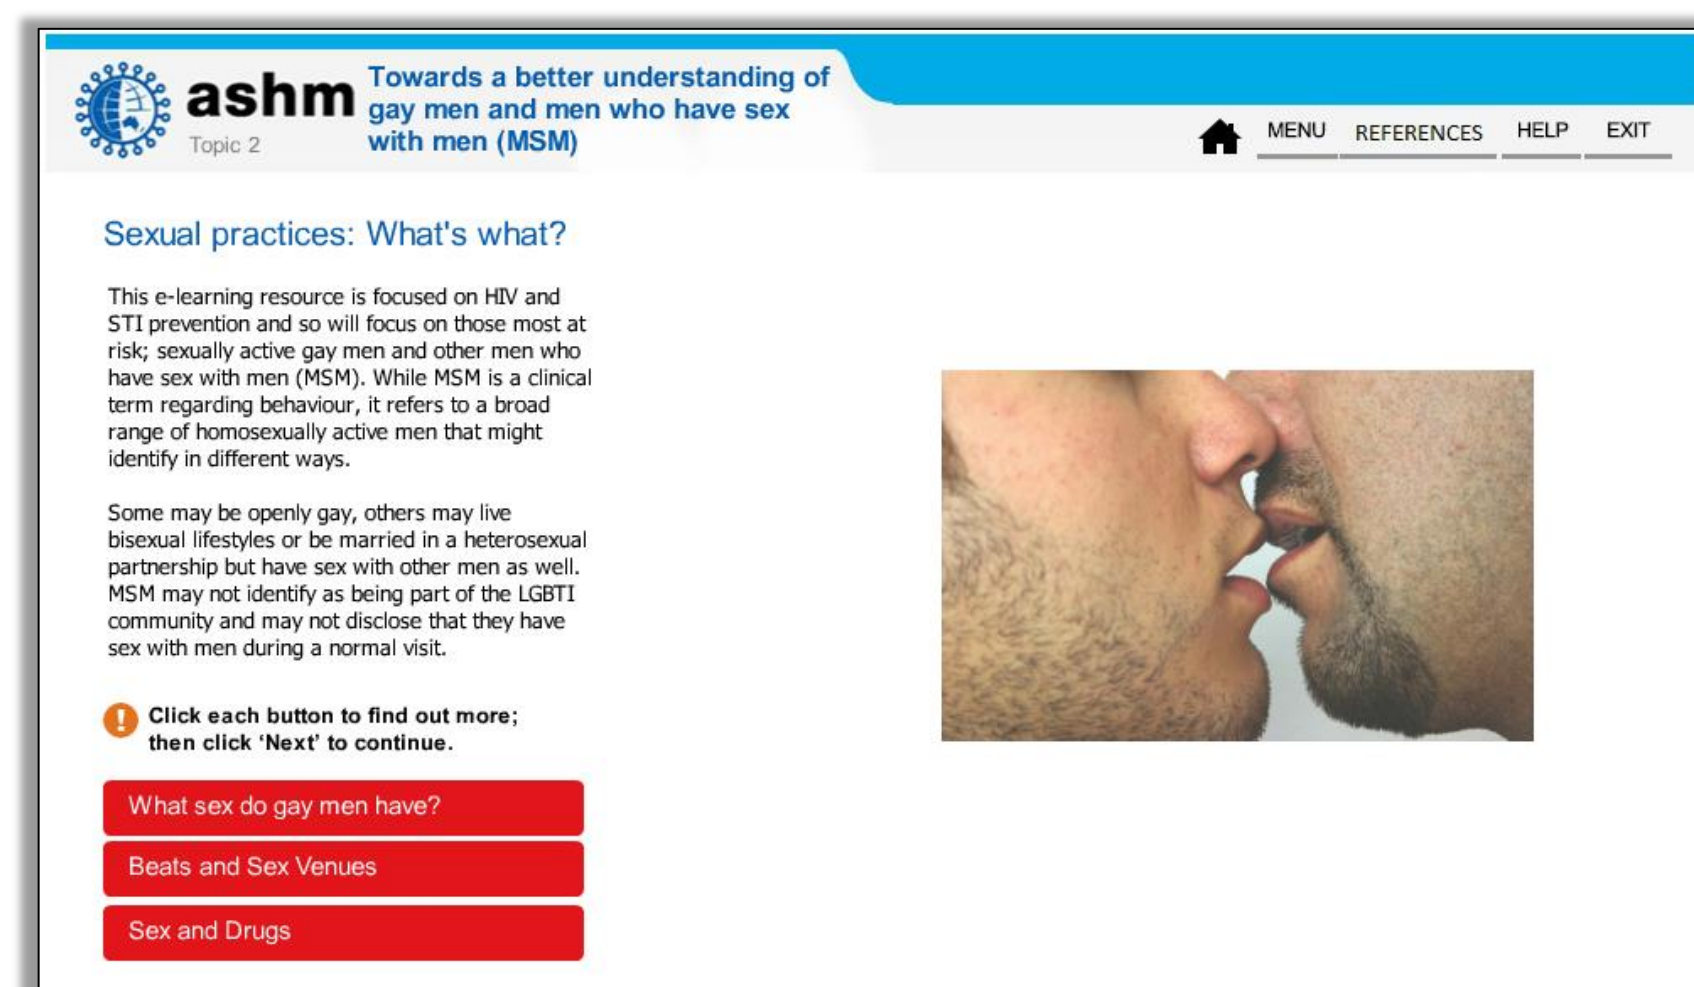 ashm
Topic 2
Towards a better understanding of
gay men and men who have sex
with men (MSM)
MENU REFERENCES HELP EXIT
Sexual practices: What's what?
This e-learning resource is focused on HIV and
STI prevention and so will focus on those most at
risk; sexually active gay men and other men who
have sex with men (MSM). While MSM is a clinical
term regarding behaviour, it refers to a broad
range of homosexually active men that might
identify in different ways.
Some may be openly gay, others may live
bisexual lifestyles or be married in a heterosexual
partnership but have sex with other men as well.
MSM may not identify as being part of the LGBTI
community and may not disclose that they have
sex with men during a normal visit.
! Click each button to find out more;
then click ‘Next’ to continue.
What sex do gay men have?
Beats and Sex Venues
Sex and Drugs